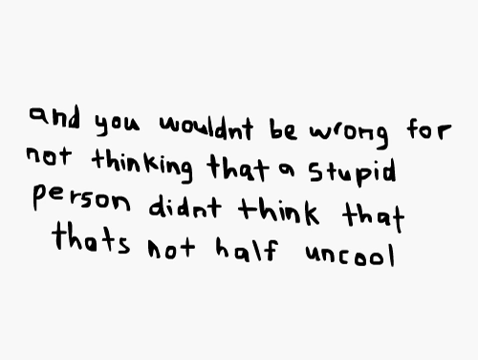 and you wouldnt be wrong for
not thinking that a stupid
person didnt think that
thats not half uncool